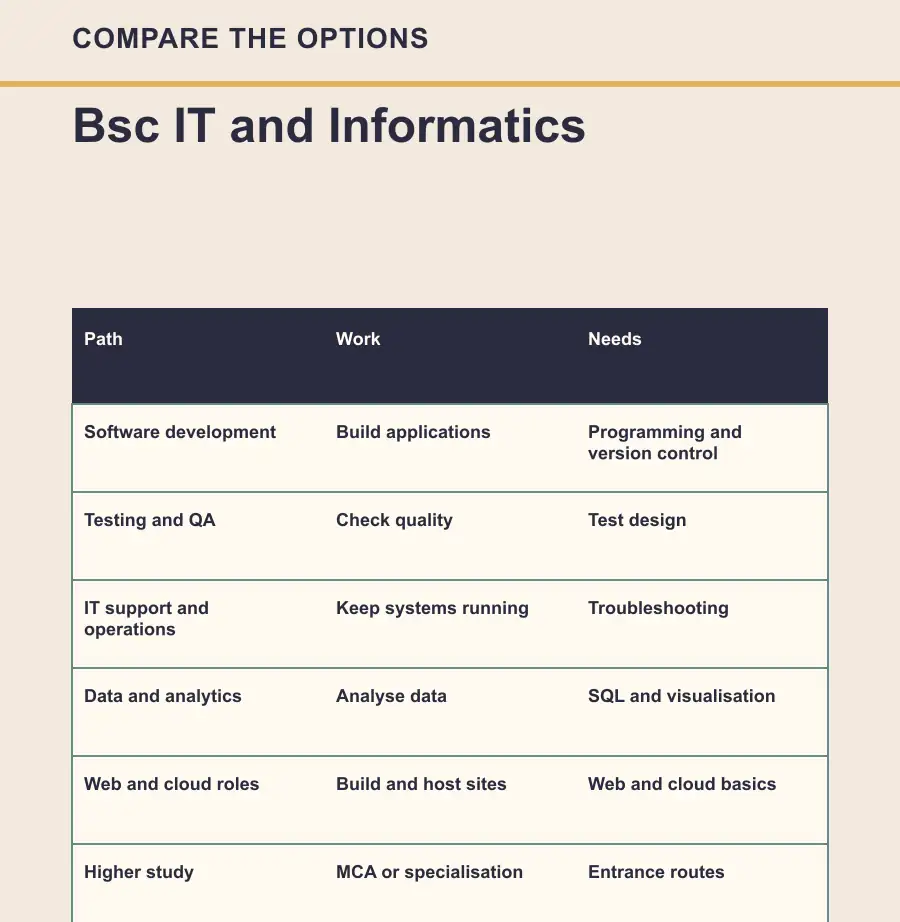 COMPARE THE OPTIONS
Bsc IT and Informatics
Path Work Needs
Software development Build applications Programming and
version control
Testing and QA Check quality Test design
IT support and Keep systems running Troubleshooting
operations
Data and analytics Analyse data SQL and visualisation
Web and cloud roles Build and host sites Web and cloud basics
Higher study MCA or specialisation Entrance routes